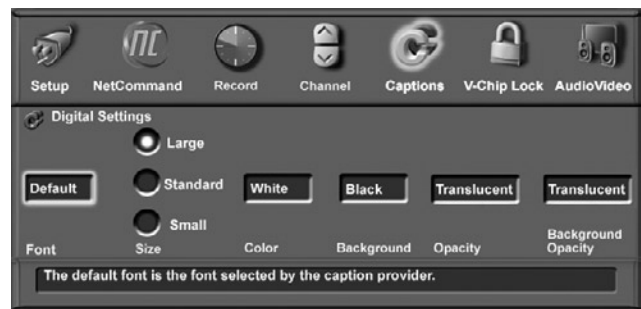 NC
Setup NetCommand Record Channel Captions V-Chip Lock AudioVideo
Digital Settings
Large
Default Standard White Black Translucent Translucent
Small
Font Size Color Background Opacity Background Opacity
The default font is the font selected by the caption provider.